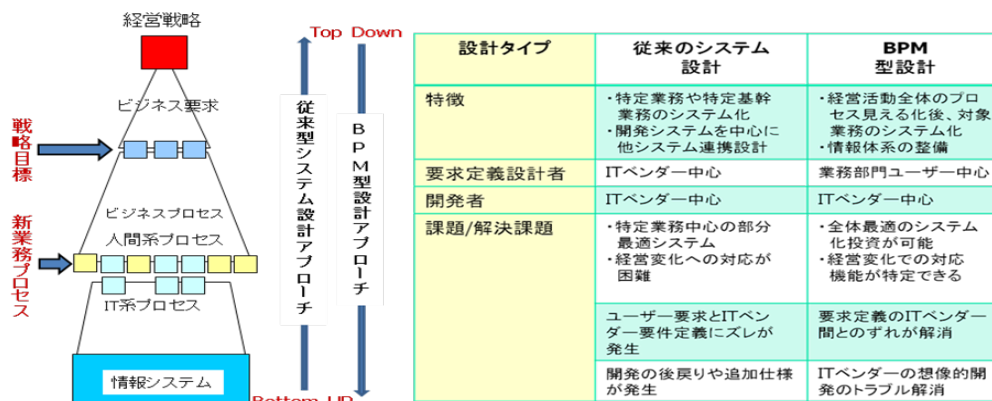 経営戦略
Top Down
ビジネス要求
戦略目標
ビジネスプロセス
人間系プロセス
新業務プロセス
IT系プロセス
情報システム
従来型システム設計アプローチ
BPM型設計アプローチ
Bottom UP
設計タイプ
従来のシステム
設計
BPM
型設計
特徴
・特定業務や特定基幹
業務のシステム化
・開発システムを中心に
他システム連携設計
・経営活動全体のプロ
セス見える化後、対象
業務のシステム化
・情報体系の整備
要求定義設計者
ITベンダー中心
業務部門ユーザー中心
開発者
ITベンダー中心
ITベンダー中心
課題/解決課題
・特定業務中心の部分
最適システム
・経営変化への対応が
困難
・全体最適のシステム
化投資が可能
・経営変化での対応
機能が特定できる
ユーザー要求とITベン
ダー要件定義にズレが
発生
要求定義のITベンダー
間とのずれが解消
開発の後戻りや追加仕様
が発生
ITベンダーの想像的開
発のトラブル解消